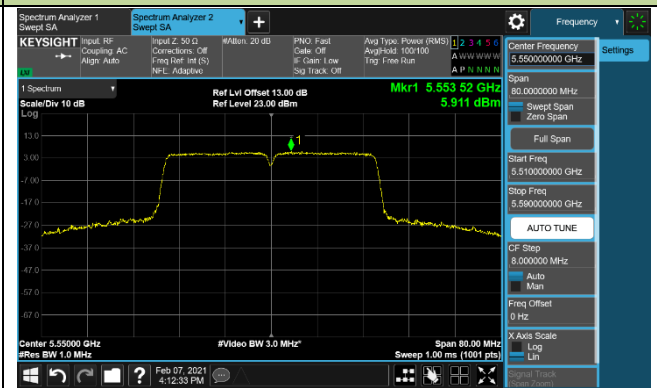 Spectrum Analyzer 1
Swept SA
Spectrum Analyzer 2
Swept SA
+
Frequency
KEYSIGHT
Input: RF
Coupling: AC
Align: Auto
Input Z: 50 Ω
Corrections: Off
Freq Ref: Int (S)
NFE: Adaptive
#Atten: 20 dB
PNO: Fast
Gate: Off
IF Gain: Low
Sig Track: Off
Avg Type: Power (RMS)
Avg|Hold: 100/100
Trig: Free Run
1 2 3 4 5 6
A W W W W W
A P N N N N
LXI
Center Frequency
5.550000000 GHz
Settings
Span
80.0000000 MHz
Swept Span
Zero Span
Full Span
Start Freq
5.510000000 GHz
Stop Freq
5.590000000 GHz
AUTO TUNE
CF Step
8.000000 MHz
Auto
Man
Freq Offset
0 Hz
X Axis Scale
Log
Lin
Signal Track
(Span Zoom)
1 Spectrum
Scale/Div 10 dB
Log
Ref Lvl Offset 13.00 dB
Ref Level 23.00 dBm
Mkr1 5.553 52 GHz
5.911 dBm
1
13.0
3.00
-7.00
-17.0
-27.0
-37.0
-47.0
-57.0
-67.0
Center 5.55000 GHz
#Res BW 1.0 MHz
#Video BW 3.0 MHz*
Span 80.00 MHz
Sweep 1.00 ms (1001 pts)
?
Feb 07, 2021
4:12:33 PM